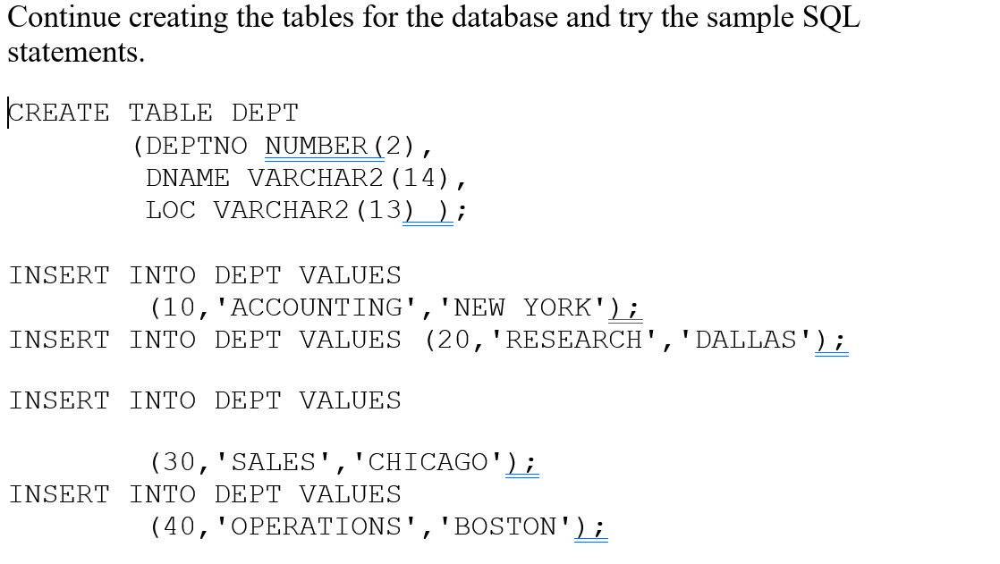 Continue creating the tables for the database and try the sample SQL
statements.
CREATE TABLE DEPT
(DEPTNO NUMBER(2),
DNAME VARCHAR2(14),
LOC VARCHAR2(13) );
INSERT INTO DEPT VALUES
(10,'ACCOUNTING','NEW YORK');
INSERT INTO DEPT VALUES (20,'RESEARCH','DALLAS');
INSERT INTO DEPT VALUES
(30,'SALES','CHICAGO');
INSERT INTO DEPT VALUES
(40,'OPERATIONS','BOSTON');